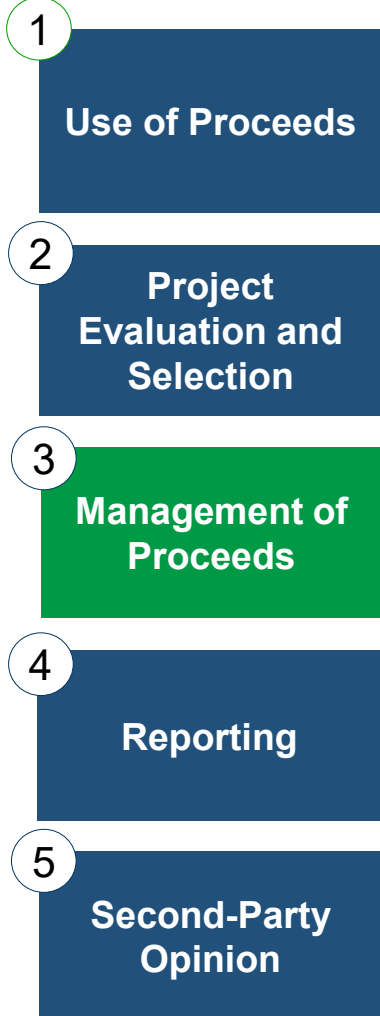 1
Use of Proceeds
2
Project
Evaluation and
Selection
3
Management of
Proceeds
4
Reporting
5
Second-Party
Opinion